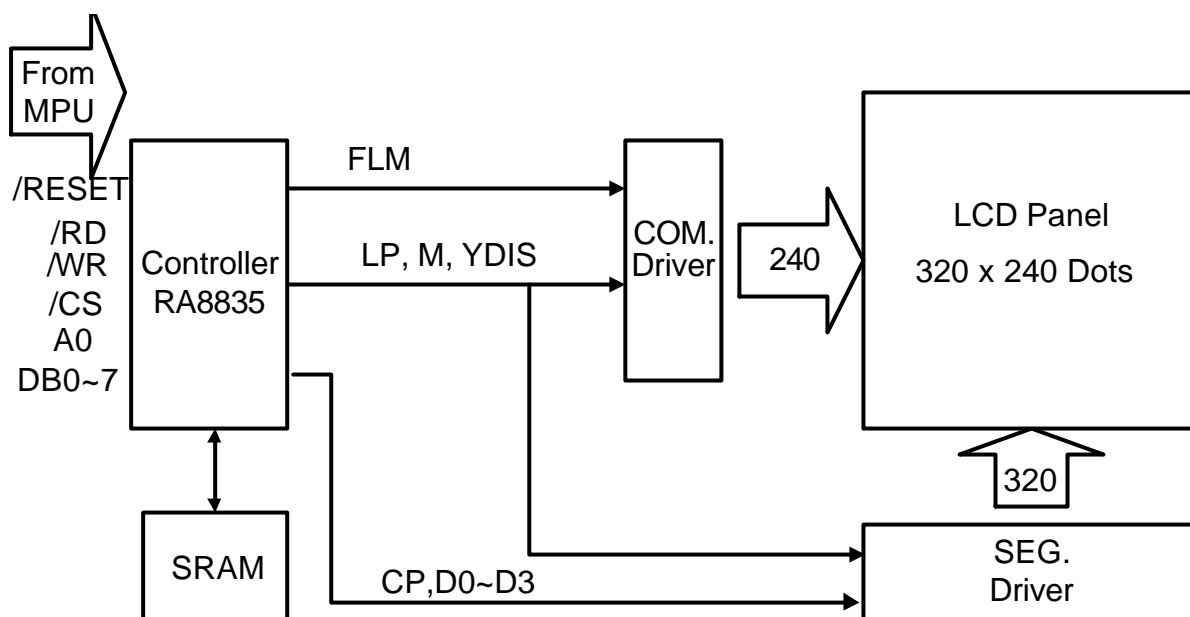 From
MPU
/RESET
/RD
/WR
/CS
A0
DB0~7
Controller
RA8835
FLM
LP, M, YDIS
COM.
Driver
240
LCD Panel
320 x 240 Dots
320
SRAM
CP,D0~D3
SEG.
Driver